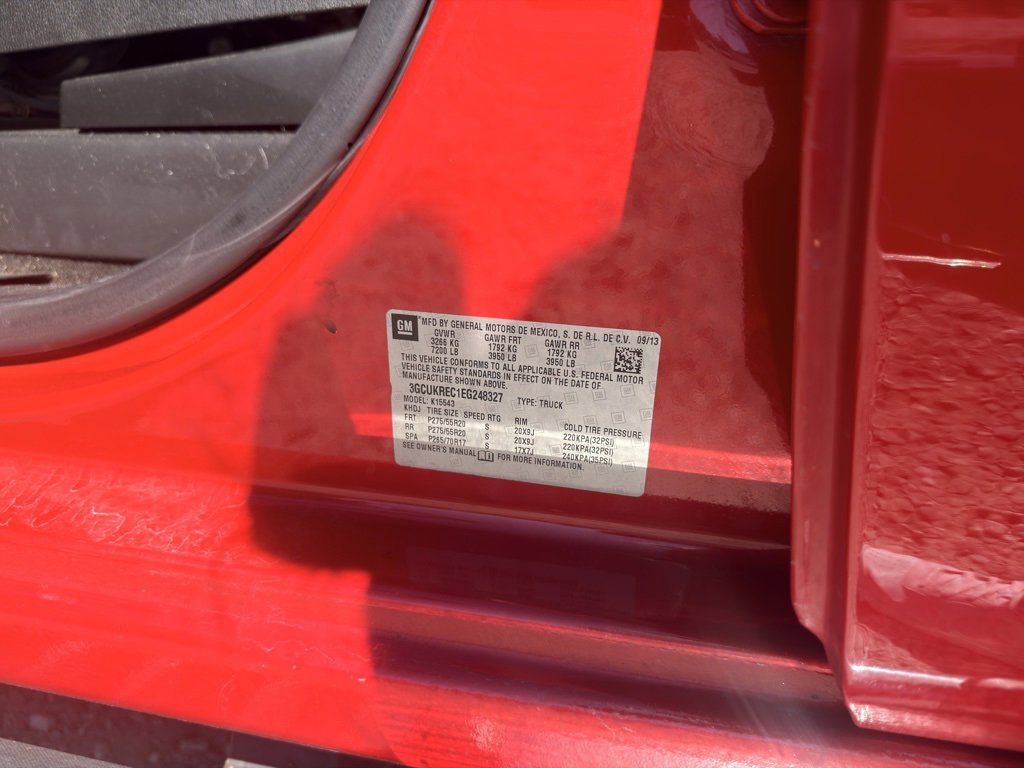 GM MFD BY GENERAL MOTORS DE MEXICO, S. DE R.L. DE C.V. 09/13
GVWR GAWR FRT GAWR RR
3266 KG 1792 KG 1792 KG
7200 LB 3950 LB 3950 LB
THIS VEHICLE CONFORMS TO ALL APPLICABLE U.S. FEDERAL MOTOR
VEHICLE SAFETY STANDARDS IN EFFECT ON THE DATE OF
MANUFACTURE SHOWN ABOVE.
3GCUKREC1EG248327 TYPE: TRUCK
MODEL: K15543
KHDJ TIRE SIZE: SPEED RTG RIM COLD TIRE PRESSURE
FRT P275/55R20 S 20X9J 220KPA(32PSI)
RR P275/55R20 S 20X9J 220KPA(32PSI)
SPA P265/70R17 S 17X7J 240KPA(35PSI)
SEE OWNER'S MANUAL FOR MORE INFORMATION.